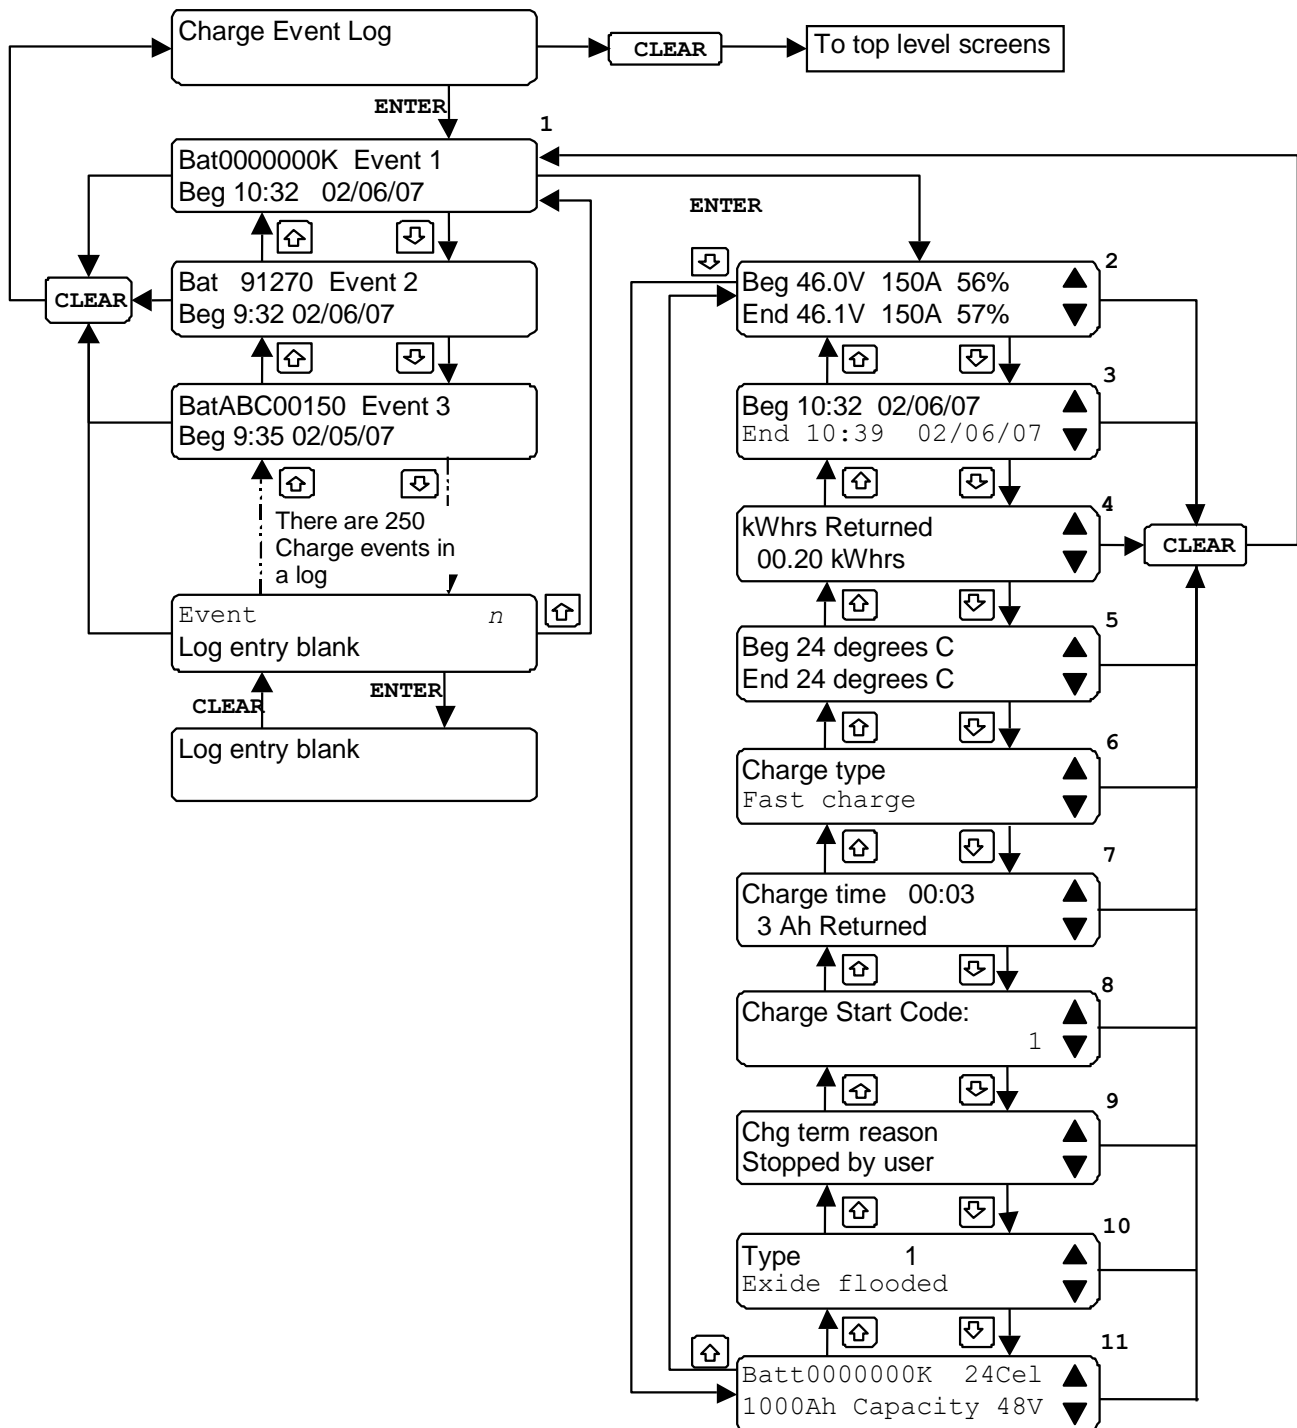 Charge Event Log
CLEAR
To top level screens
ENTER
1
Bat0000000K Event 1
Beg 10:32 02/06/07
Bat 91270 Event 2
Beg 9:32 02/06/07
CLEAR
BatABC00150 Event 3
Beg 9:35 02/05/07
There are 250
Charge events in
a log
Event n
Log entry blank
CLEAR
ENTER
Log entry blank
ENTER
2
Beg 46.0V 150A 56%
End 46.1V 150A 57%
3
Beg 10:32 02/06/07
End 10:39 02/06/07
4
kWhrs Returned
00.20 kWhrs
CLEAR
5
Beg 24 degrees C
End 24 degrees C
6
Charge type
Fast charge
7
Charge time 00:03
3 Ah Returned
8
Charge Start Code:
1
9
Chg term reason
Stopped by user
10
Type 1
Exide flooded
11
Batt0000000K 24Cel
1000Ah Capacity 48V